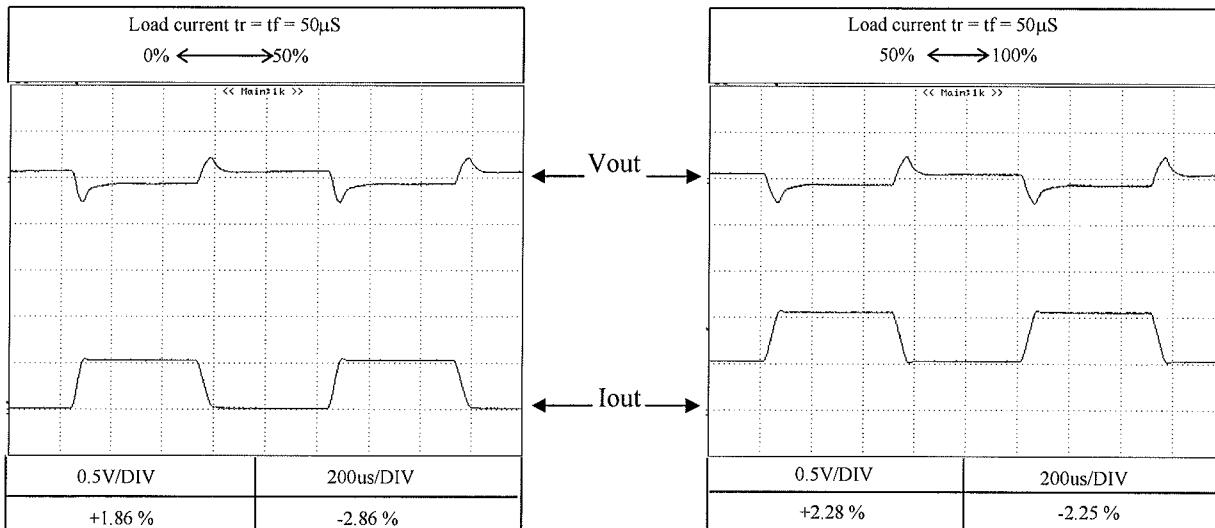 Load current tr = tf = 50μS
0% 50%
<< Main:1k >>
0.5V/DIV 200us/DIV
+1.86 % -2.86 %
Vout
Iout
Load current tr = tf = 50μS
50% 100%
<< Main:1k >>
0.5V/DIV 200us/DIV
+2.28 % -2.25 %